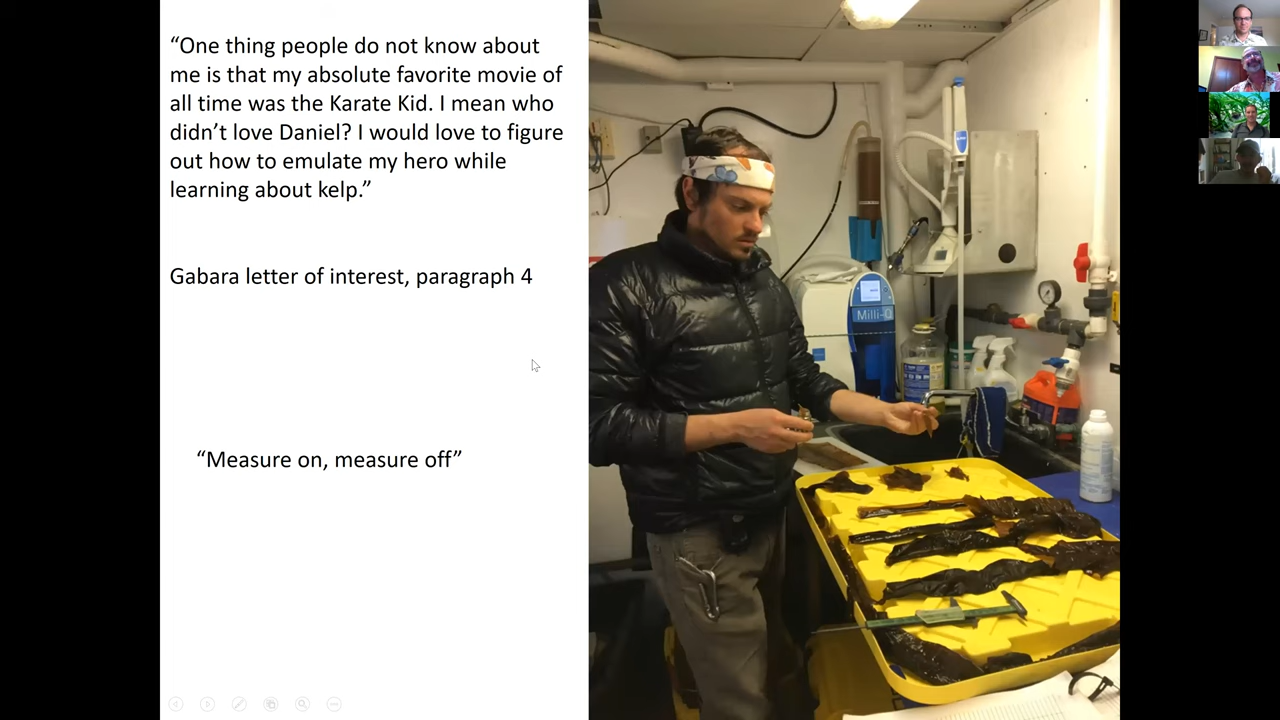 “One thing people do not know about
me is that my absolute favorite movie of
all time was the Karate Kid. I mean who
didn’t love Daniel? I would love to figure
out how to emulate my hero while
learning about kelp.”
Gabara letter of interest, paragraph 4
“Measure on, measure off”
Milli-Q